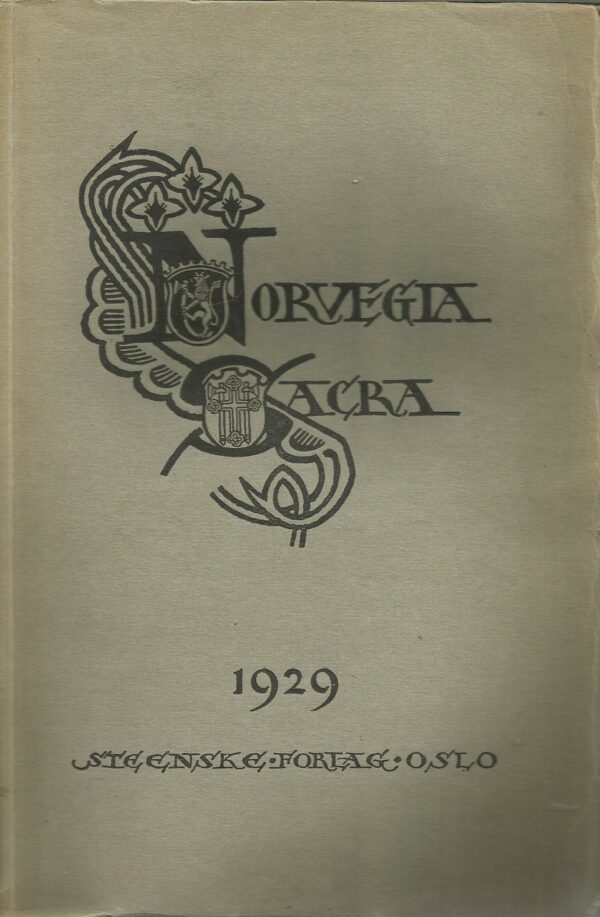 NORVEGIA
SACRA
1929
STEENSKE·FORLAG·OSLO